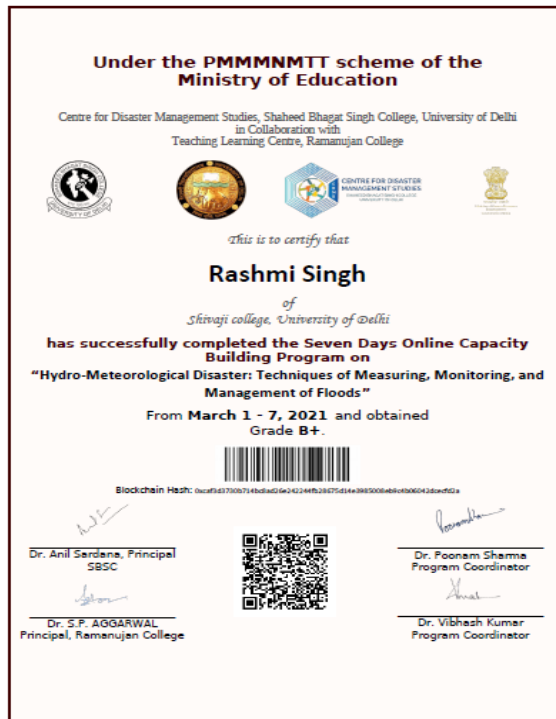 Under the PMMMNMTT scheme of the
Ministry of Education
Centre for Disaster Management Studies, Shaheed Bhagat Singh College, University of Delhi
in Collaboration with
Teaching Learning Centre, Ramanujan College
CENTRE FOR DISASTER
MANAGEMENT STUDIES
This is to certify that
Rashmi Singh
of
Shivaji college, University of Delhi
has successfully completed the Seven Days Online Capacity
Building Program on
“Hydro-Meteorological Disaster: Techniques of Measuring, Monitoring, and
Management of Floods”
From March 1 - 7, 2021 and obtained
Grade B+.
Blockchain Hash:
Dr. Anil Sardana, Principal
SBSC
Dr. Poonam Sharma
Program Coordinator
Dr. S.P. AGGARWAL
Principal, Ramanujan College
Dr. Vibhash Kumar
Program Coordinator